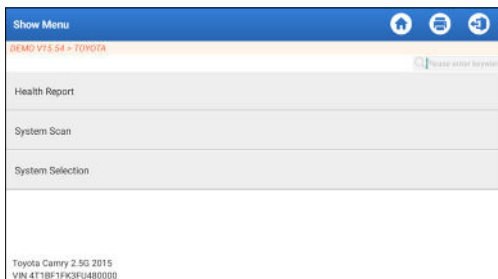 Show Menu
DEMO V15.54 > TOYOTA
Please enter keywor
Health Report
System Scan
System Selection
Toyota Camry 2.5G 2015
VIN 4T1BF1FK3FU480000